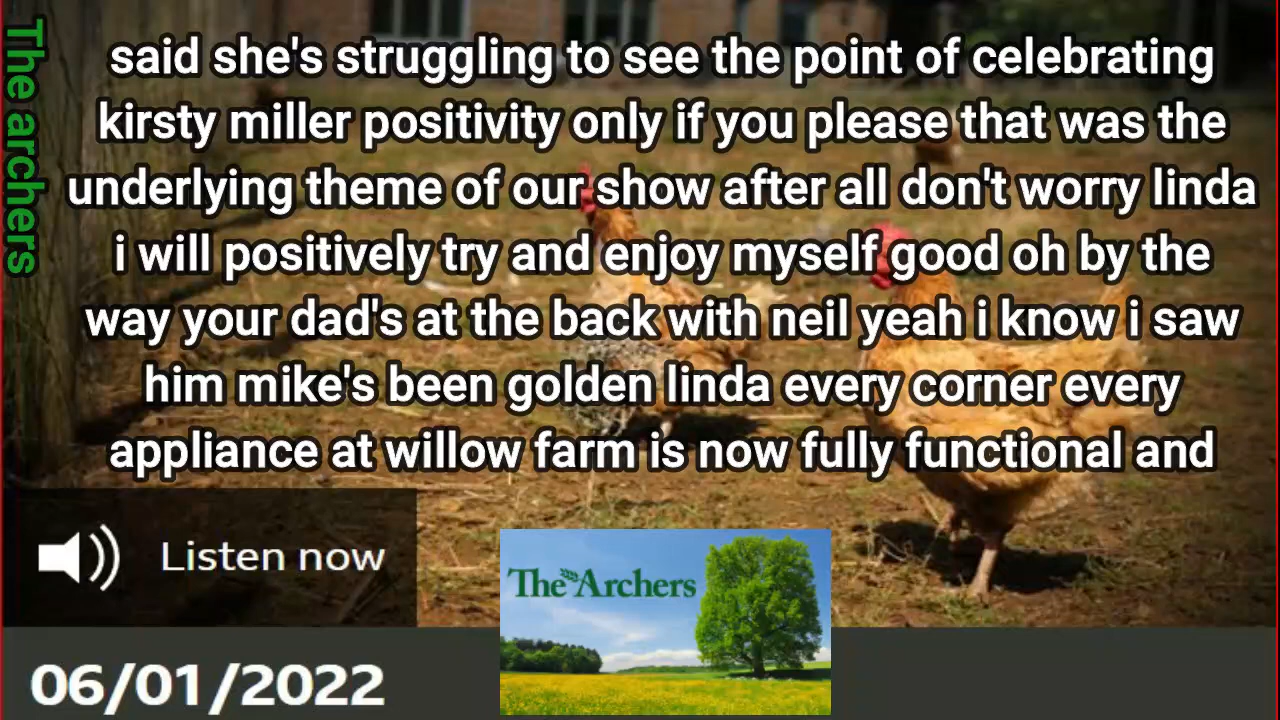 The archers
said she's struggling to see the point of celebrating
kirsty miller positivity only if you please that was the
underlying theme of our show after all don't worry linda
i will positively try and enjoy myself good oh by the
way your dad's at the back with neil yeah i know i saw
him mike's been golden linda every corner every
appliance at willow farm is now fully functional and
Listen now
The Archers
06/01/2022